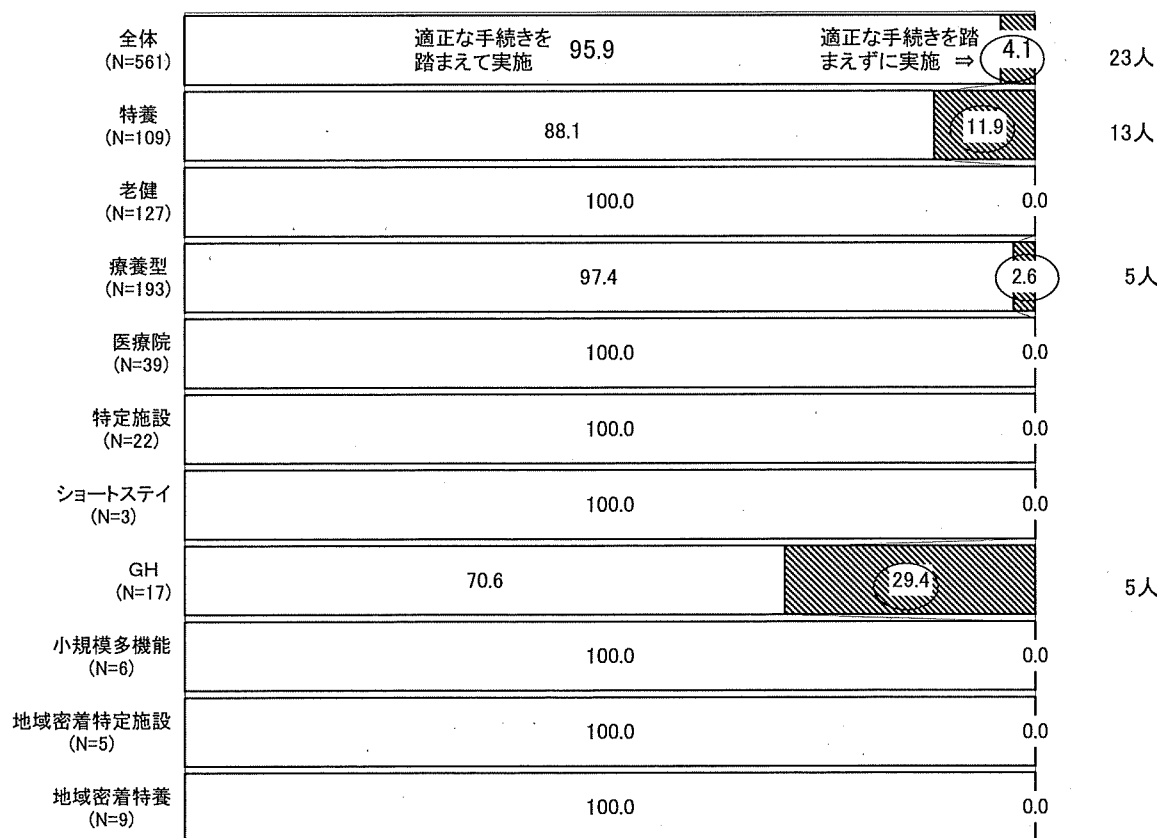 全体
(N=561)
適正な手続きを
踏まえて実施
95.9
適正な手続きを踏
まえずに実施 ⇒
4.1
23人
特養
(N=109)
88.1
11.9
13人
老健
(N=127)
100.0
0.0
療養型
(N=193)
97.4
2.6
5人
医療院
(N=39)
100.0
0.0
特定施設
(N=22)
100.0
0.0
ショートステイ
(N=3)
100.0
0.0
GH
(N=17)
70.6
29.4
5人
小規模多機能
(N=6)
100.0
0.0
地域密着特定施設
(N=5)
100.0
0.0
地域密着特養
(N=9)
100.0
0.0